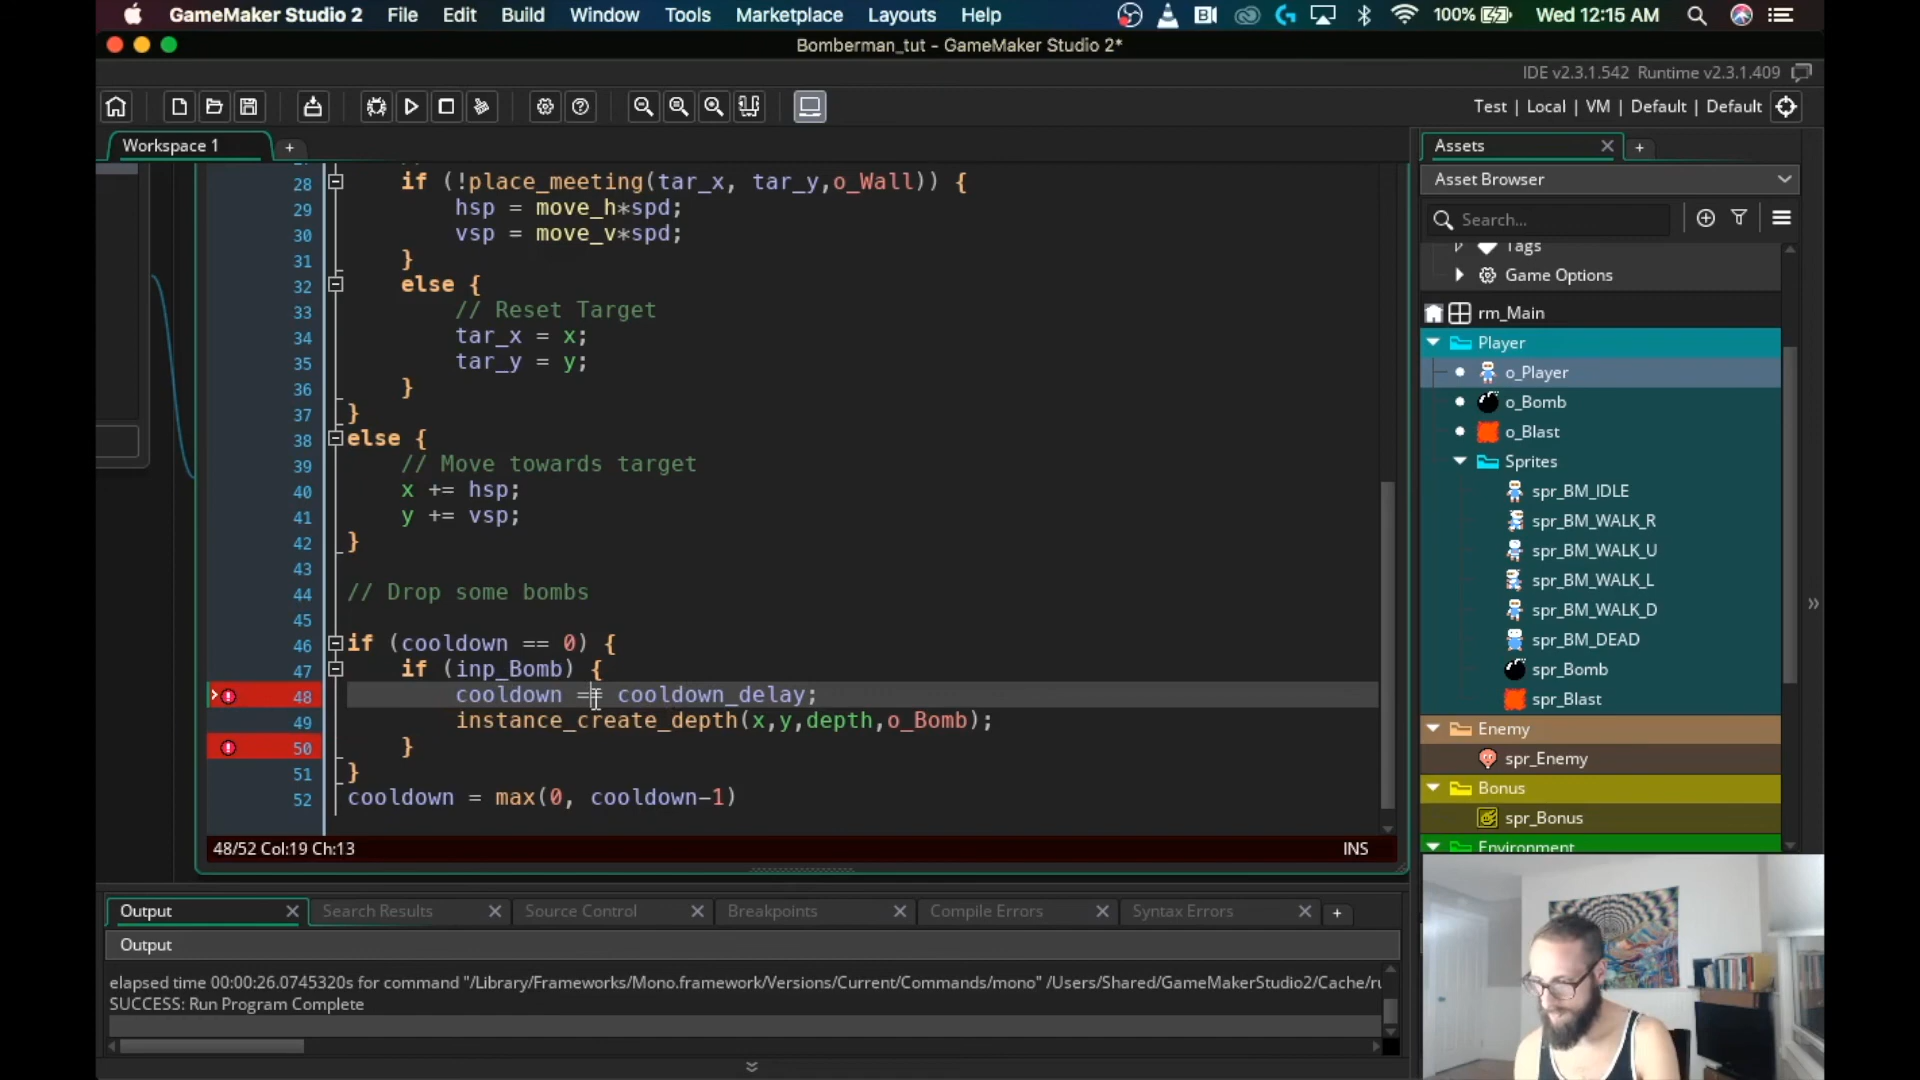 GameMaker Studio 2 File Edit Build Window Tools Marketplace Layouts Help 100% Wed 12:15 AM
Bomberman_tut - GameMaker Studio 2*
IDE v2.3.1.542 Runtime v2.3.1.409
Test | Local | VM | Default | Default
Workspace 1 +
Assets
Asset Browser
Search...
Tags
Game Options
rm_Main
Player
o_Player
o_Bomb
o_Blast
Sprites
spr_BM_IDLE
spr_BM_WALK_R
spr_BM_WALK_U
spr_BM_WALK_L
spr_BM_WALK_D
spr_BM_DEAD
spr_Bomb
spr_Blast
Enemy
spr_Enemy
Bonus
spr_Bonus
Environment
28 if (!place_meeting(tar_x, tar_y,o_Wall)) {
29 hsp = move_h*spd;
30 vsp = move_v*spd;
31 }
32 else {
33 // Reset Target
34 tar_x = x;
35 tar_y = y;
36 }
37 }
38 else {
39 // Move towards target
40 x += hsp;
41 y += vsp;
42 }
43
44 // Drop some bombs
45
46 if (cooldown == 0) {
47 if (inp_Bomb) {
48 cooldown == cooldown_delay;
49 instance_create_depth(x,y,depth,o_Bomb);
50 }
51 }
52 cooldown = max(0, cooldown-1)
48/52 Col:19 Ch:13 INS
Output Search Results Source Control Breakpoints Compile Errors Syntax Errors +
Output
elapsed time 00:00:26.0745320s for command "/Library/Frameworks/Mono.framework/Versions/Current/Commands/mono" /Users/Shared/GameMakerStudio2/Cache/ru
SUCCESS: Run Program Complete